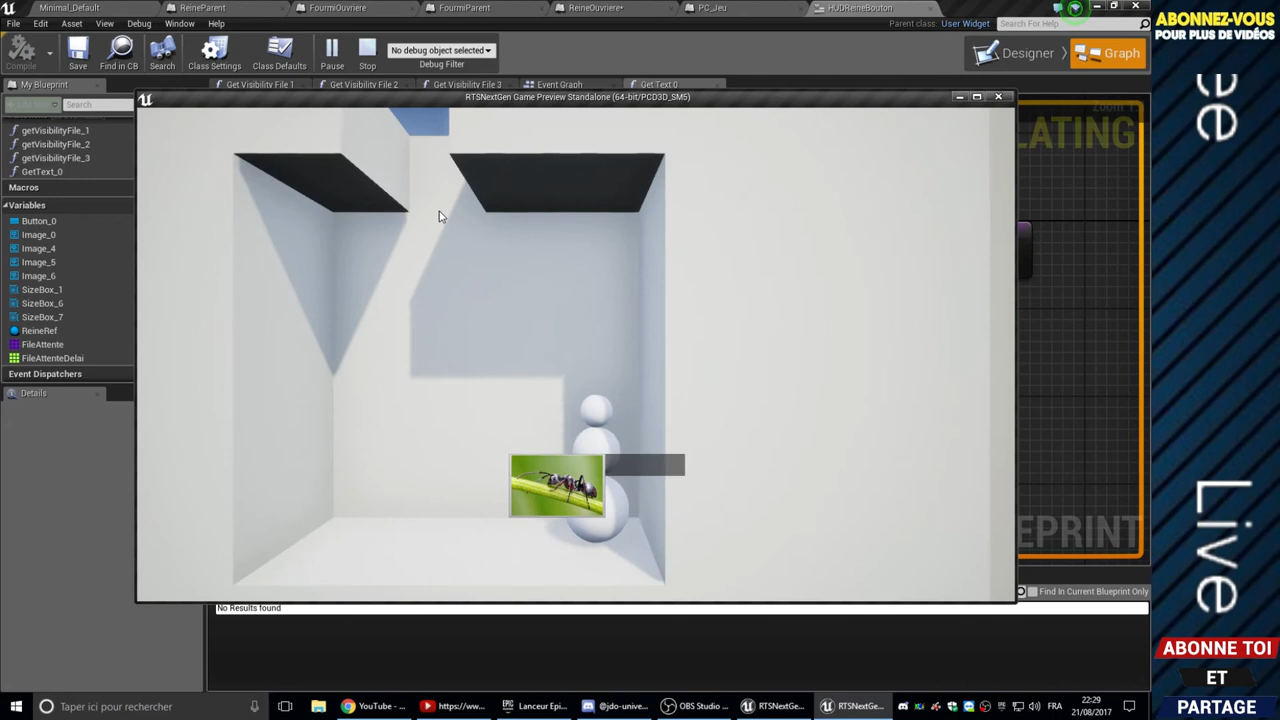 Minimal_Default
ReineParent
FourmiOuvriere
FourmiParent
ReineOuvriere*
PC_Jeu
HUDReineBouton
File
Edit
Asset
View
Debug
Window
Help
Parent class: User Widget
Search For Help
Compile
Save
Find in CB
Search
Class Settings
Class Defaults
Pause
Stop
No debug object selected
Debug Filter
Designer
Graph
My Blueprint
Get Visibility File 1
Get Visibility File 2
Get Visibility File 3
Event Graph
Get Text 0
Search
RTSNextGen Game Preview Standalone (64-bit/PCD3D_SM5)
getVisibilityFile_1
getVisibilityFile_2
getVisibilityFile_3
GetText_0
Macros
Variables
Button_0
Image_0
Image_4
Image_5
Image_6
SizeBox_1
SizeBox_6
SizeBox_7
ReineRef
FileAttente
FileAttenteDelai
Event Dispatchers
Details
LATING
EPRINT
Find In Current Blueprint Only
No Results found
ABONNEZ-VOUS
POUR PLUS DE VIDÉOS
ee
Live
ABONNE TOI
ET
PARTAGE
Taper ici pour rechercher
YouTube -
https://ww...
Lanceur Epi...
@jdo-unive...
OBS Studio ...
RTSNextGe...
RTSNextGe...
FR
22:29
21/08/2017